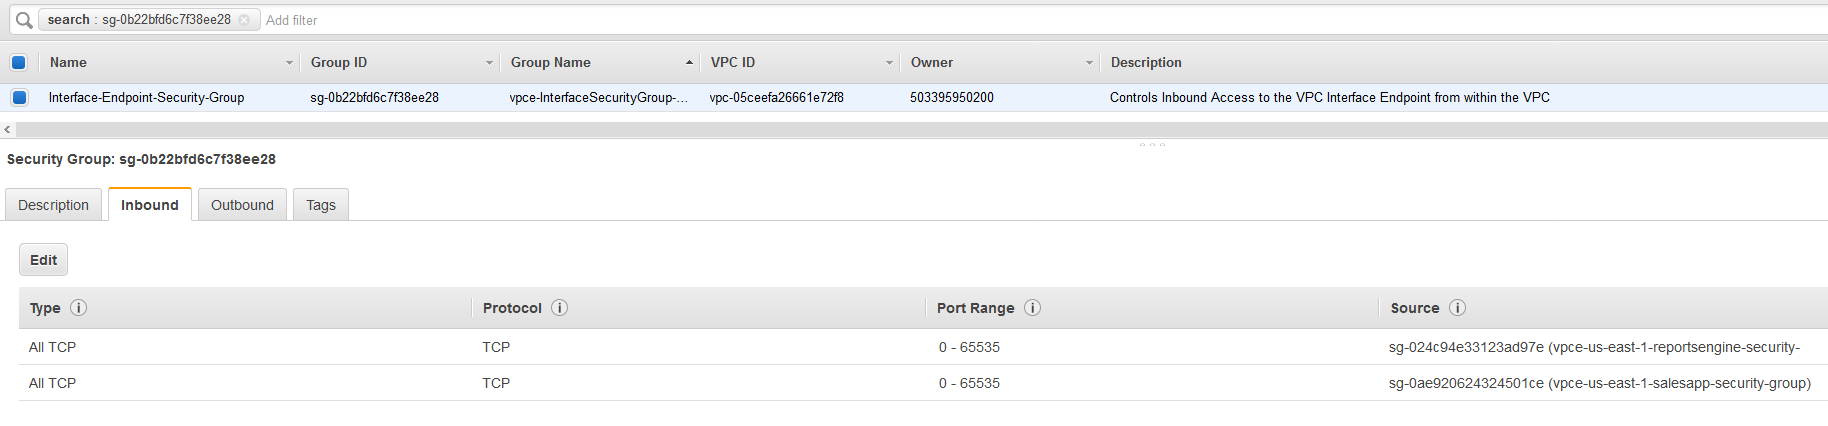 search : sg-0b22bfd6c7f38ee28 Add filter
Name Group ID Group Name VPC ID Owner Description
Interface-Endpoint-Security-Group sg-0b22bfd6c7f38ee28 vpce-InterfaceSecurityGroup-... vpc-05ceefa26661e72f8 503395950200 Controls Inbound Access to the VPC Interface Endpoint from within the VPC
Security Group: sg-0b22bfd6c7f38ee28
Description Inbound Outbound Tags
Edit
Type Protocol Port Range Source
All TCP TCP 0 - 65535 sg-024c94e33123ad97e (vpce-us-east-1-reportsengine-security-
All TCP TCP 0 - 65535 sg-0ae920624324501ce (vpce-us-east-1-salesapp-security-group)